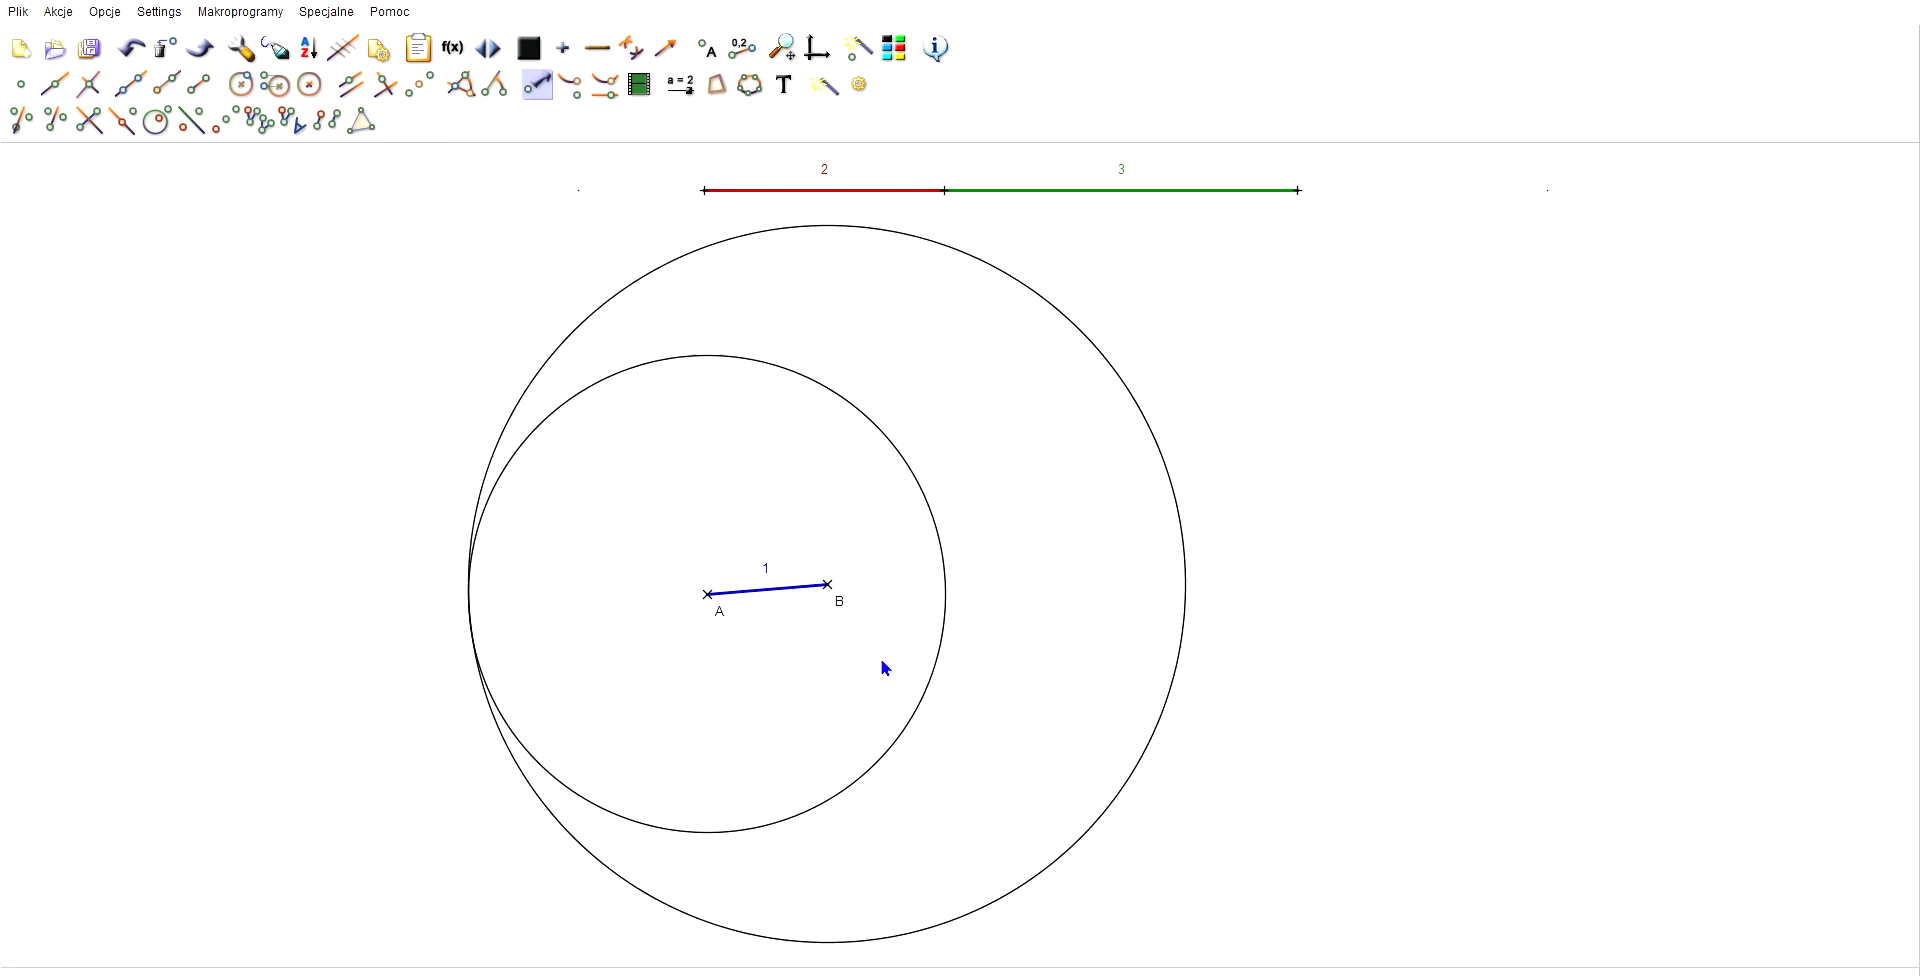 Plik Akcje Opcje Settings Makroprogramy Specjalne Pomoc
f(x) A 0,2
a = 2 T
2 3
1
A
B